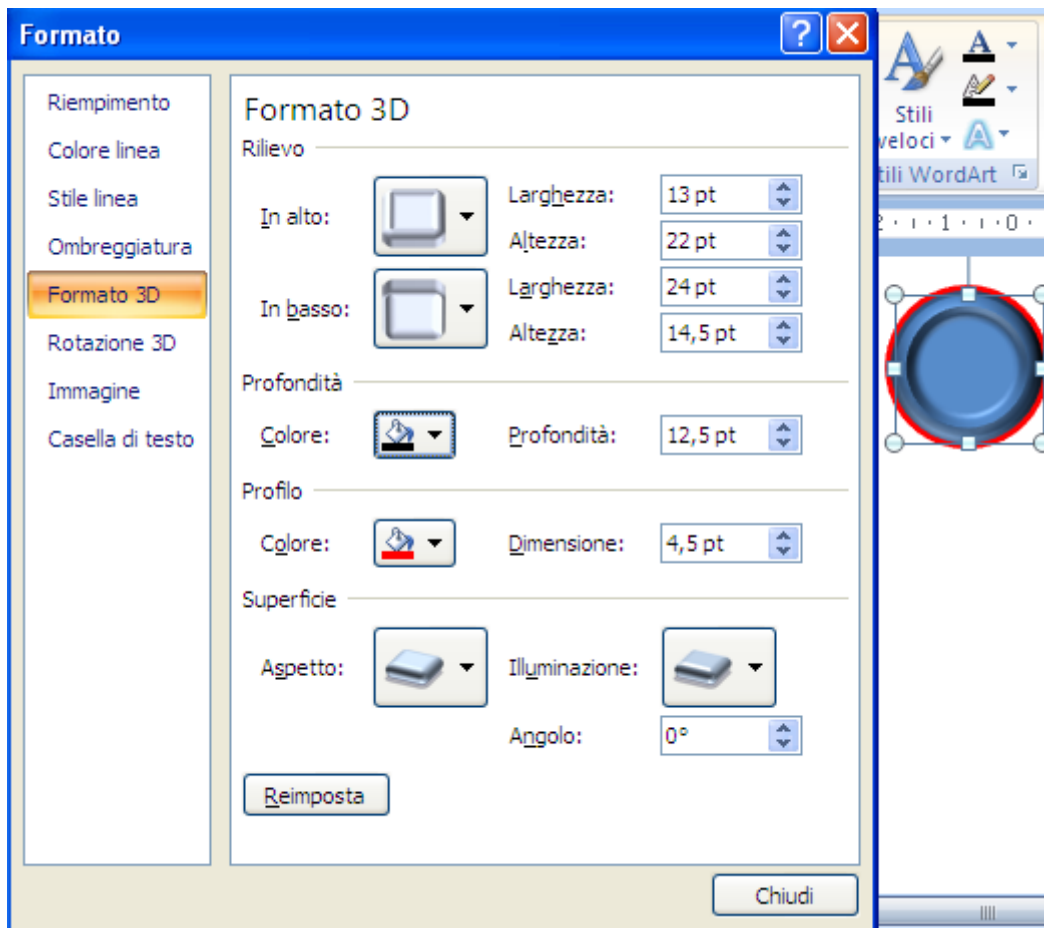 Formato
Riempimento
Colore linea
Stile linea
Ombreggiatura
Formato 3D
Rotazione 3D
Immagine
Casella di testo
Formato 3D
Rilievo
In alto:
Larghezza: 13 pt
Altezza: 22 pt
In basso:
Larghezza: 24 pt
Altezza: 14,5 pt
Profondità
Colore:
Profondità: 12,5 pt
Profilo
Colore:
Dimensione: 4,5 pt
Superficie
Aspetto:
Illuminazione:
Angolo: 0°
Reimposta
Chiudi
Stili
veloci
tili WordArt
2 · ı · 1 · ı · 0 ·